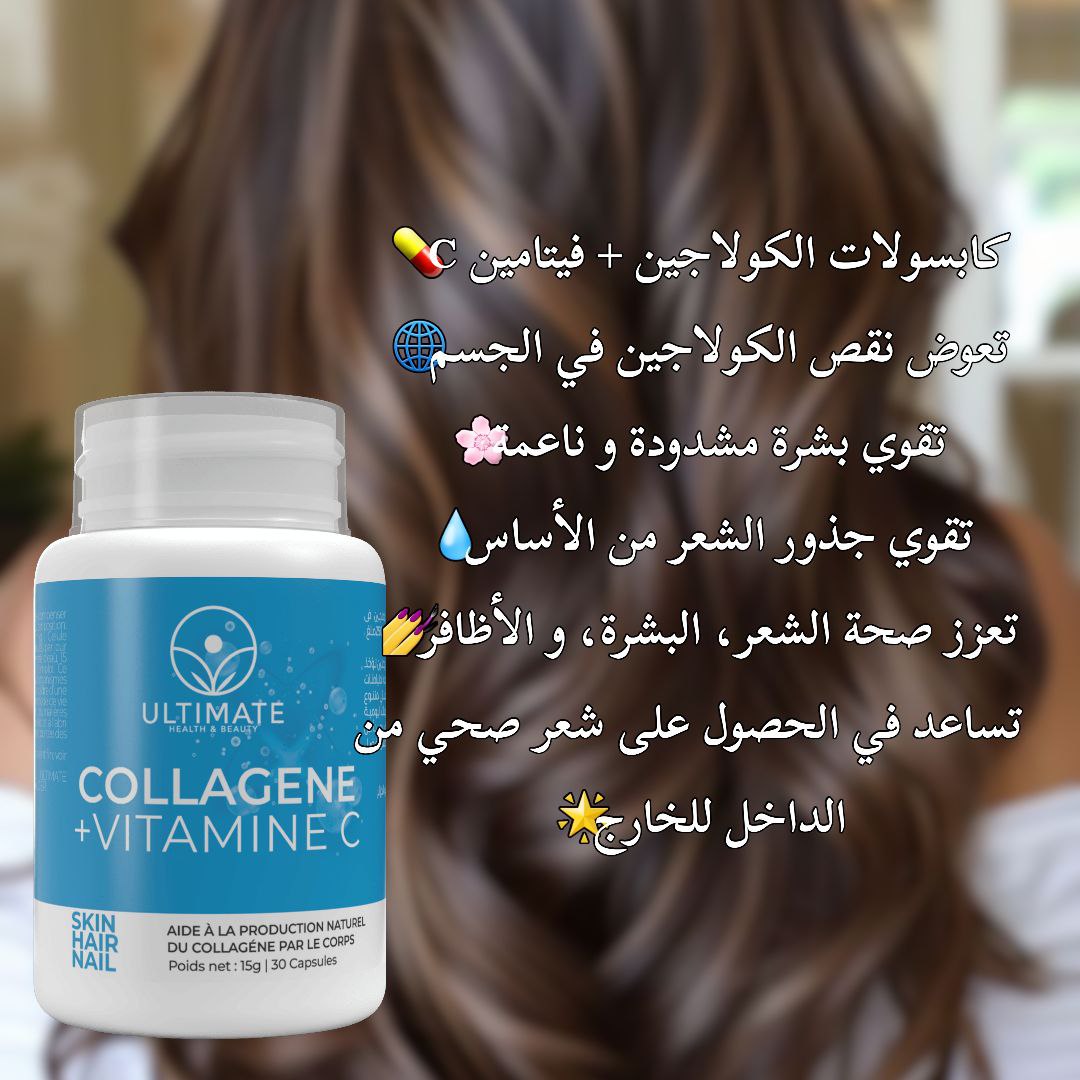 كابسولات الكولاجين + فيتامين C
تعوض نقص الكولاجين في الجسم
تقوي بشرة مشدودة و ناعمة
تقوي جذور الشعر من الأساس
تعزز صحة الشعر، البشرة، و الأظافر
تساعد في الحصول على شعر صحي من
الداخل للخارج
ULTIMATE
HEALTH & BEAUTY
COLLAGENE
+VITAMINE C
SKIN
HAIR
NAIL
AIDE À LA PRODUCTION NATUREL
DU COLLAGÉNE PAR LE CORPS
Poids net : 15g | 30 Capsules